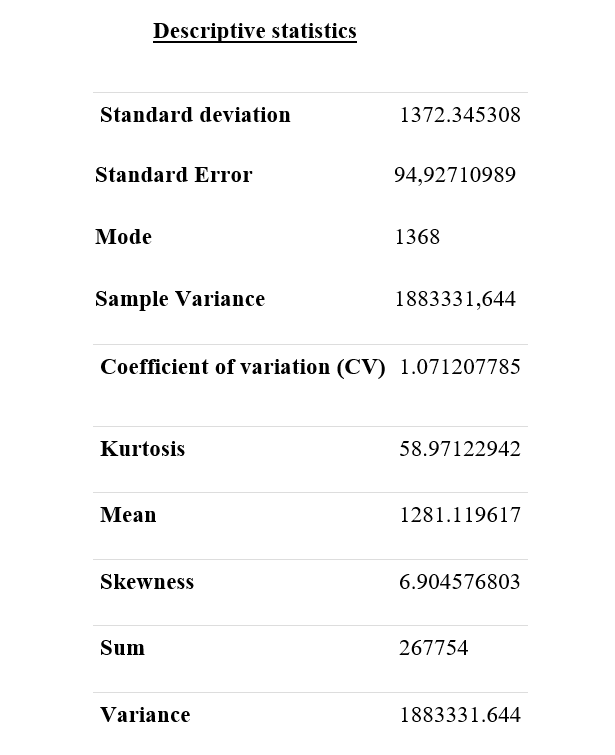 Descriptive statistics
Standard deviation 1372.345308
Standard Error 94,92710989
Mode 1368
Sample Variance 1883331,644
Coefficient of variation (CV) 1.071207785
Kurtosis 58.97122942
Mean 1281.119617
Skewness 6.904576803
Sum 267754
Variance 1883331.644